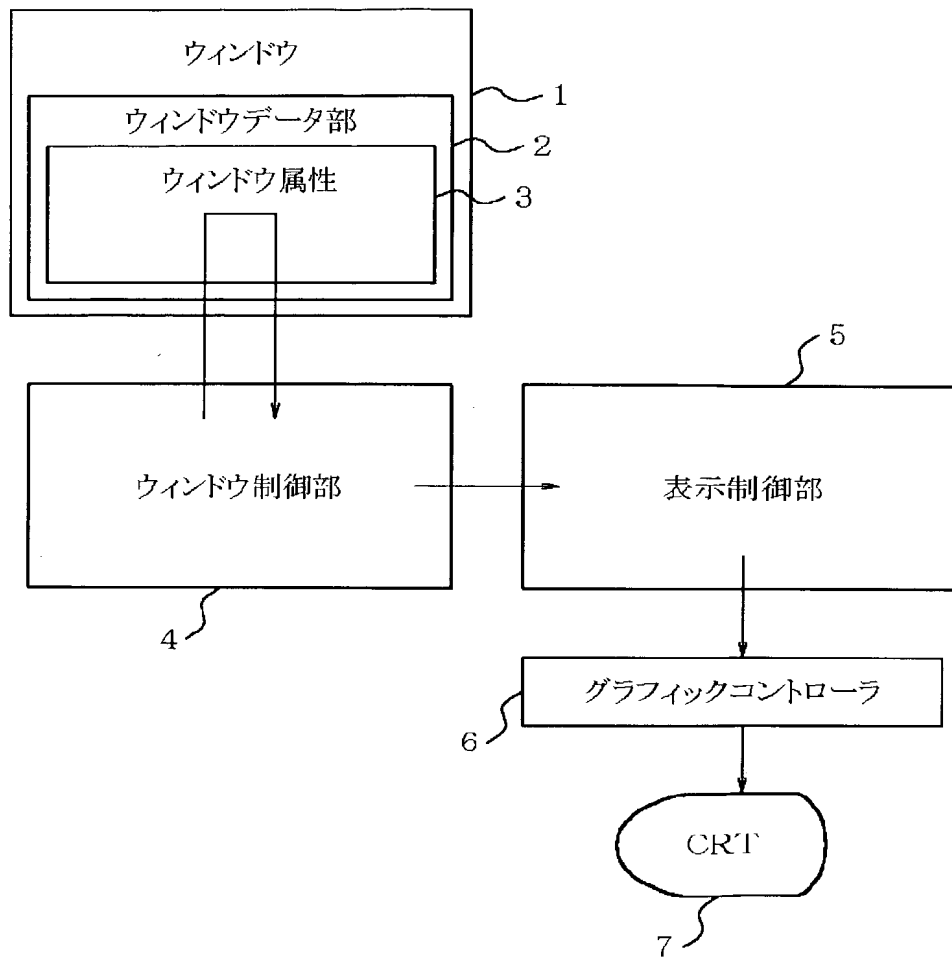 ウィンドウ
1
ウィンドウデータ部
2
ウィンドウ属性
3
5
ウィンドウ制御部
表示制御部
4
グラフィックコントローラ
6
CRT
7